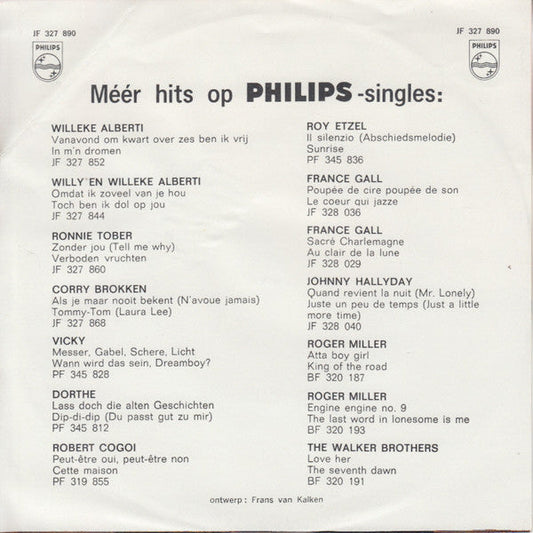 JF 327 890
JF 327 890
PHILIPS
PHILIPS
Méér hits op PHILIPS-singles:
WILLEKE ALBERTI
Vanavond om kwart over zes ben ik vrij
In m'n dromen
JF 327 852
WILLY EN WILLEKE ALBERTI
Omdat ik zoveel van je hou
Toch ben ik dol op jou
JF 327 844
RONNIE TOBER
Zonder jou (Tell me why)
Verboden vruchten
JF 327 860
CORRY BROKKEN
Als je maar nooit bekent (N'avoue jamais)
Tommy-Tom (Laura Lee)
JF 327 868
VICKY
Messer, Gabel, Schere, Licht
Wann wird das sein, Dreamboy?
PF 345 828
DORTHE
Lass doch die alten Geschichten
Dip-di-dip (Du passt gut zu mir)
PF 345 812
ROBERT COGOI
Peut-être oui, peut-être non
Cette maison
PF 319 855
ROY ETZEL
Il silenzio (Abschiedsmelodie)
Sunrise
PF 345 836
FRANCE GALL
Poupée de cire poupée de son
Le coeur qui jazze
JF 328 036
FRANCE GALL
Sacré Charlemagne
Au clair de la lune
JF 328 029
JOHNNY HALLYDAY
Quand revient la nuit (Mr. Lonely)
Juste un peu de temps (Just a little
more time)
JF 328 040
ROGER MILLER
Atta boy girl
King of the road
BF 320 187
ROGER MILLER
Engine engine no. 9
The last word in lonesome is me
BF 320 193
THE WALKER BROTHERS
Love her
The seventh dawn
BF 320 191
ontwerp: Frans van Kalken